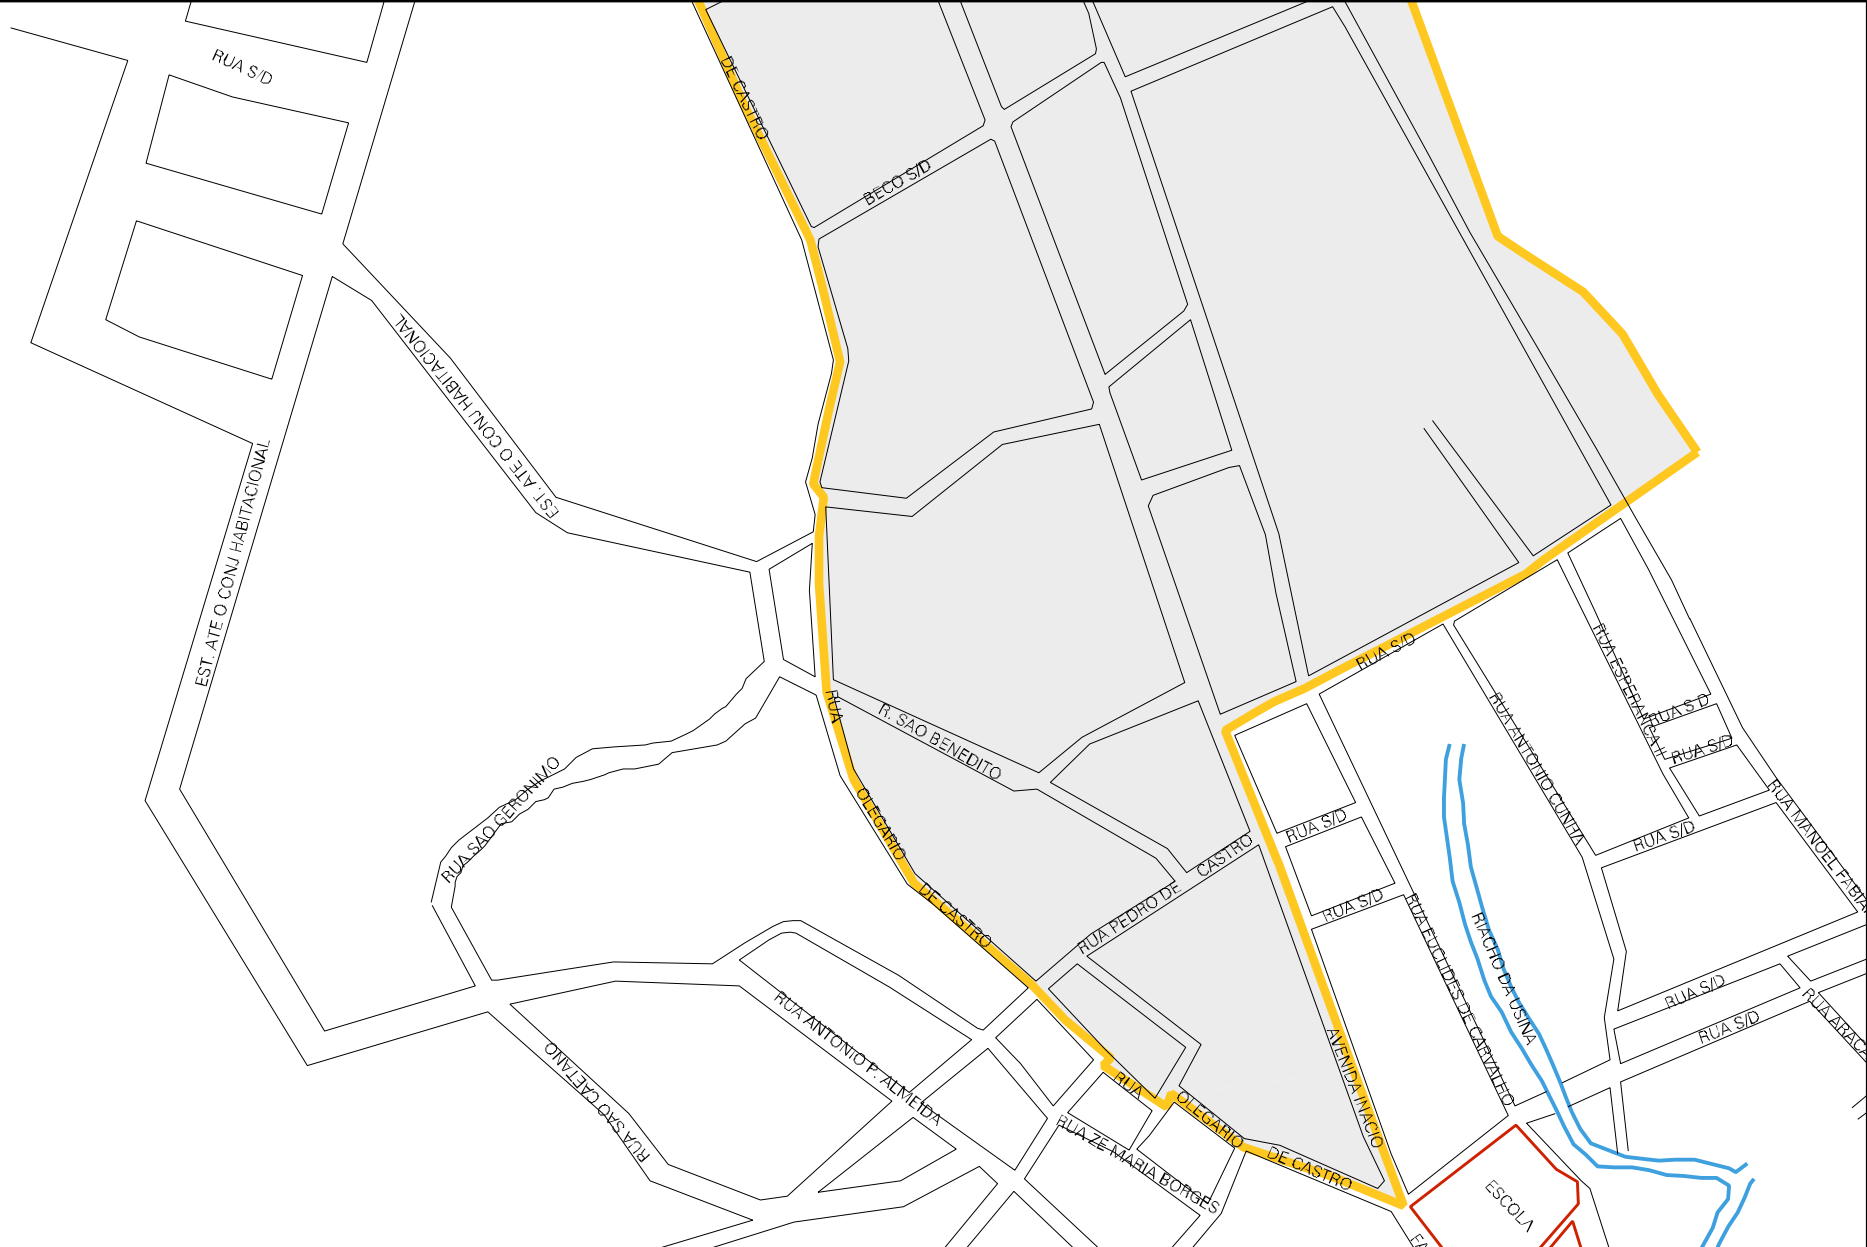 RUA S/D
DE CASTRO
BECO S/D
EST. ATE O CONJ HABITACIONAL
EST. ATE O CONJ HABITACIONAL
RUA
OLEGARIO
DE CASTRO
R. SAO BENEDITO
RUA SAO GERONIMO
RUA PEDRO DE CASTRO
RUA S/D
RUA ESPERANCA II
RUA S D
RUA S/D
RUA ANTONIO CUNHA
RUA S/D
RUA MANOEL FABIA
RUA S/D
RUA S/D
RUA EUCLIDES DE CARVALHO
RIACHO DA USINA
RUA S/D
RUA S/D
RUA ARACA
RUA ANTONIO P. ALMEIDA
RUA SAO CAETANO
AVENIDA INACIO
RUA
OLEGARIO
DE CASTRO
RUA ZE MARIA BORGES
ESCOLA